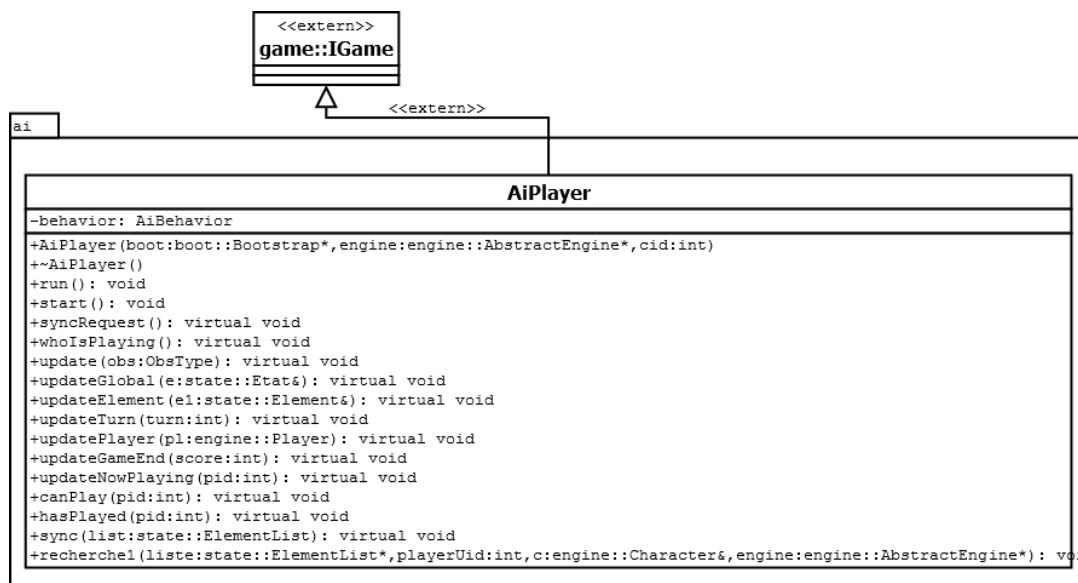 <<extern>>
game::IGame
<<extern>>
ai
AiPlayer
-behavior: AiBehavior
+AiPlayer(boot:boot::Bootstrap*,engine:engine::AbstractEngine*,cid:int)
+~AiPlayer()
+run(): void
+start(): void
+syncRequest(): virtual void
+whoIsPlaying(): virtual void
+update(obs:ObsType): virtual void
+updateGlobal(e:state::Etat&): virtual void
+updateElement(e1:state::Element&): virtual void
+updateTurn(turn:int): virtual void
+updatePlayer(pl:engine::Player): virtual void
+updateGameEnd(score:int): virtual void
+updateNowPlaying(pid:int): virtual void
+canPlay(pid:int): virtual void
+hasPlayed(pid:int): virtual void
+sync(list:state::ElementList): virtual void
+recherche1(liste:state::ElementList*,playerUid:int,c:engine::Character&,engine:engine::AbstractEngine*):